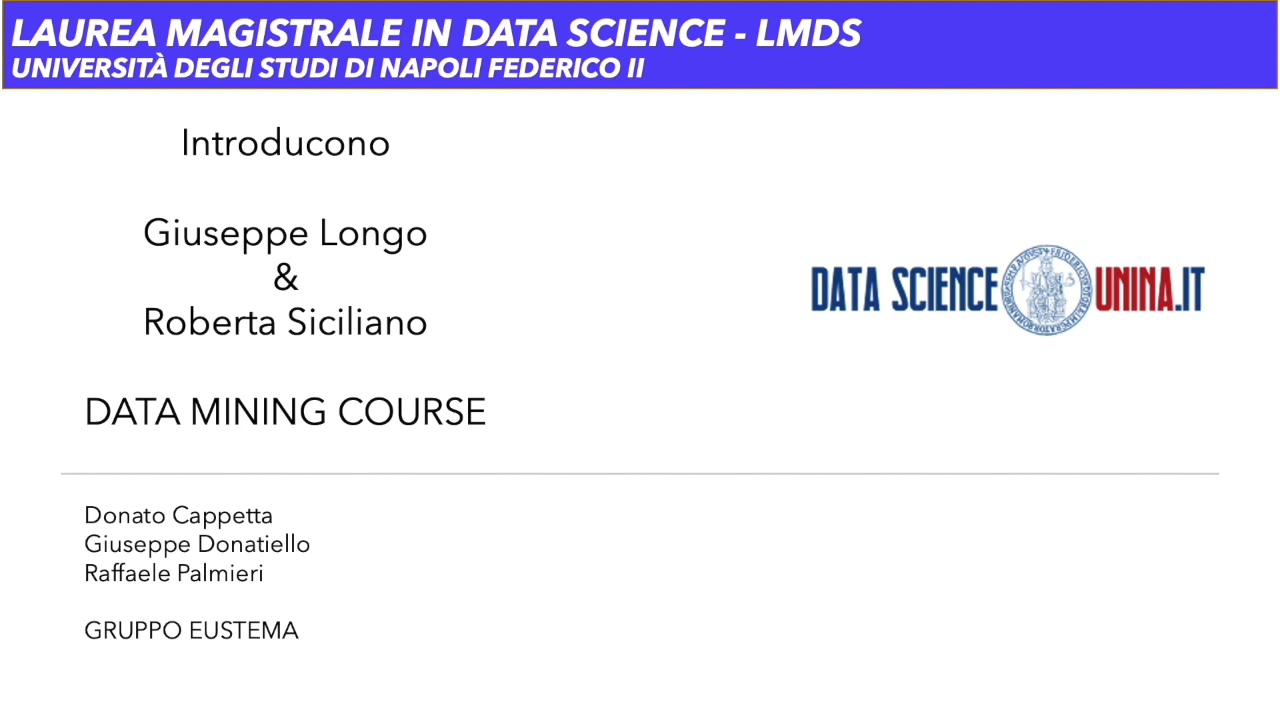 LAUREA MAGISTRALE IN DATA SCIENCE - LMDS
UNIVERSITÀ DEGLI STUDI DI NAPOLI FEDERICO II
Introducono
Giuseppe Longo
&
Roberta Siciliano
DATA MINING COURSE
DATA SCIENCE UNINA.IT
Donato Cappetta
Giuseppe Donatiello
Raffaele Palmieri
GRUPPO EUSTEMA